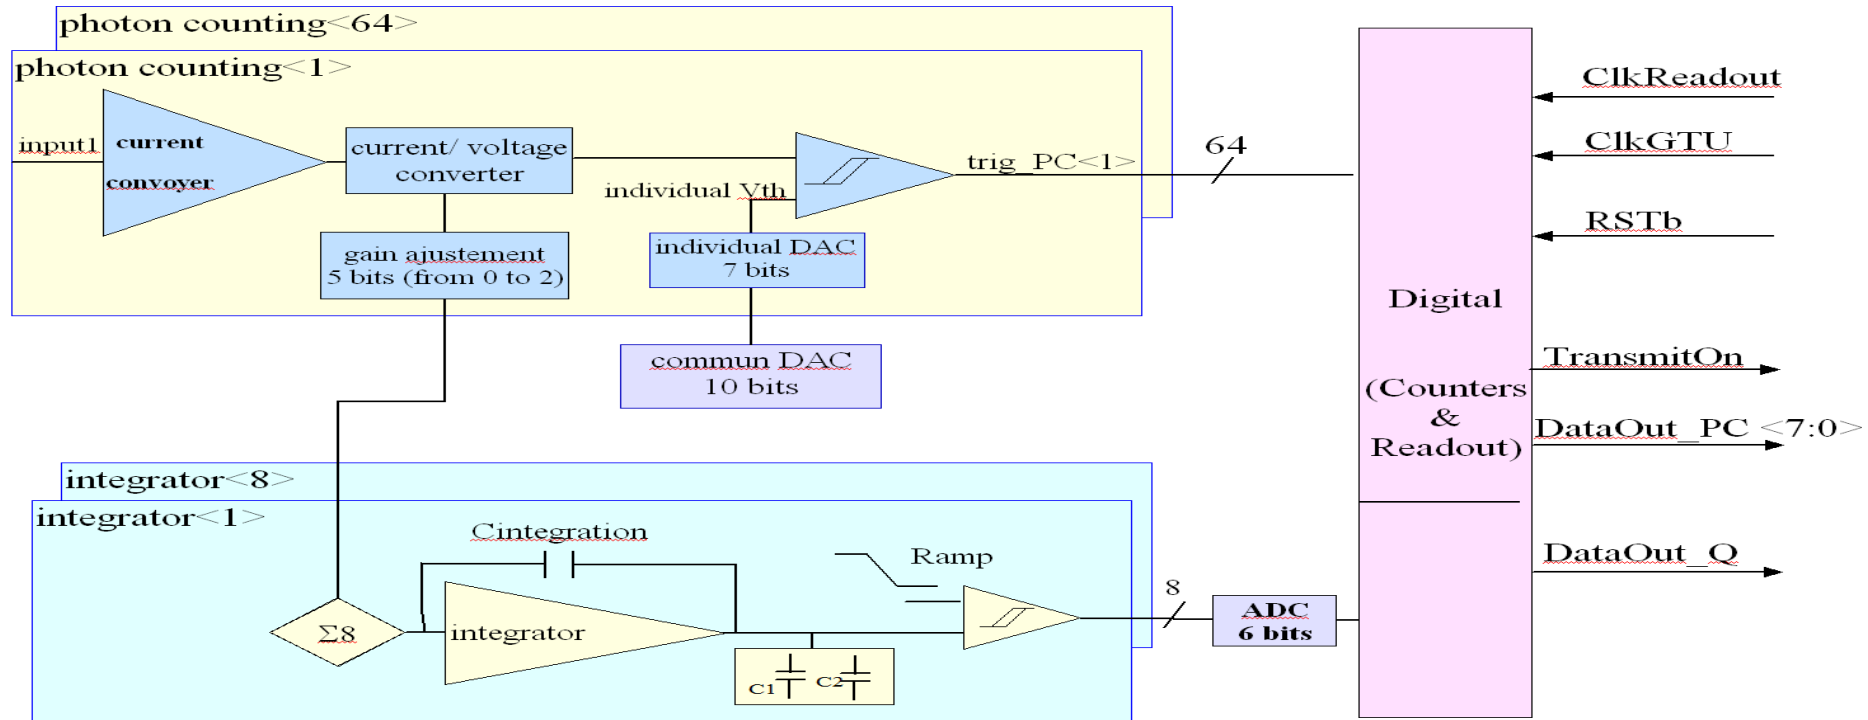 photon counting<64>
photon counting<1>
input1
current
convoyer
current/ voltage
converter
individual Vth
trig_PC<1>
64
gain ajustement
5 bits (from 0 to 2)
individual DAC
7 bits
commun DAC
10 bits
Digital
(Counters
&
Readout)
ClkReadout
ClkGTU
RSTb
TransmitOn
DataOut_PC <7:0>
DataOut_Q
integrator<8>
integrator<1>
Cintegration
Ramp
Σ8
integrator
C1
C2
8
ADC
6 bits